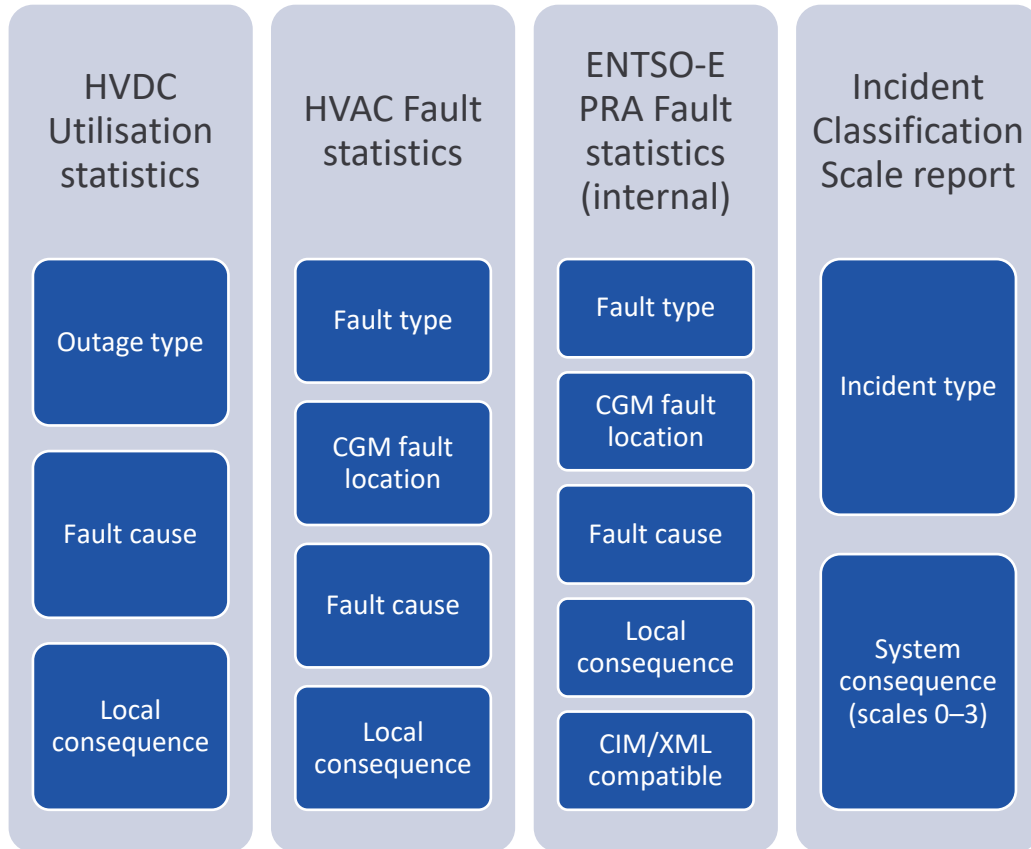 HVDC
Utilisation
statistics
Outage type
Fault cause
Local
consequence
HVAC Fault
statistics
Fault type
CGM fault
location
Fault cause
Local
consequence
ENTSO-E
PRA Fault
statistics
(internal)
Fault type
CGM fault
location
Fault cause
Local
consequence
CIM/XML
compatible
Incident
Classification
Scale report
Incident type
System
consequence
(scales 0–3)